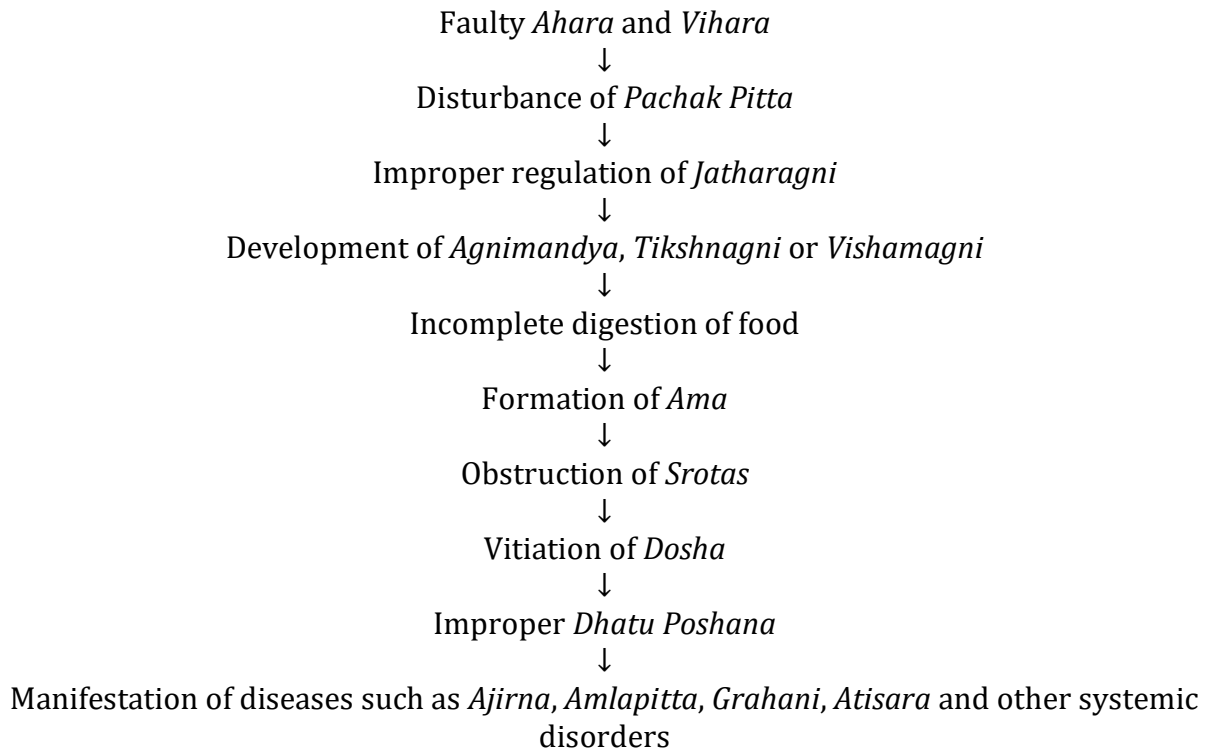 Faulty Ahara and Vihara
↓
Disturbance of Pachak Pitta
↓
Improper regulation of Jatharagni
↓
Development of Agnimandya, Tikshnagni or Vishamagni
↓
Incomplete digestion of food
↓
Formation of Ama
↓
Obstruction of Srotas
↓
Vitiation of Dosha
↓
Improper Dhatu Poshana
↓
Manifestation of diseases such as Ajirna, Amlapitta, Grahani, Atisara and other systemic
disorders